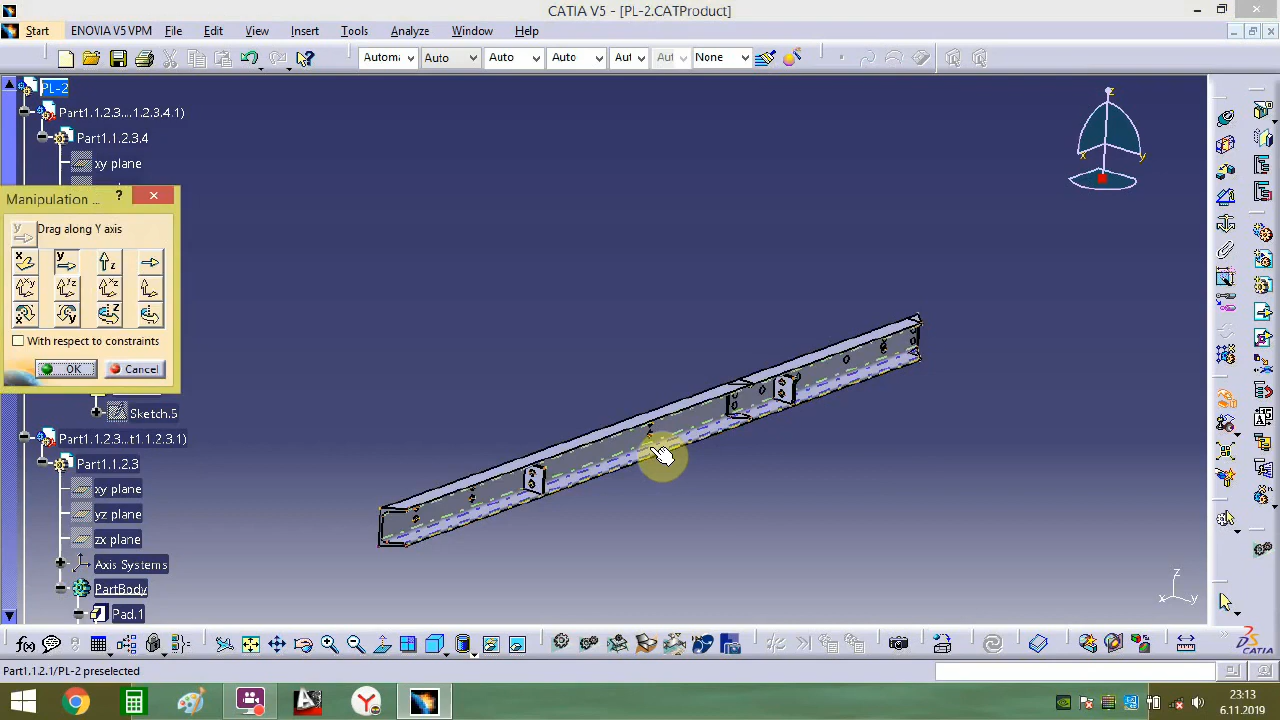 CATIA V5 - [PL-2.CATProduct]
Start ENOVIA V5 VPM File Edit View Insert Tools Analyze Window Help
Automa Auto Auto Auto Aut Aut None
PL-2
Part1.1.2.3....1.2.3.4.1)
Part1.1.2.3.4
xy plane
Manipulation ... ?
Drag along Y axis
With respect to constraints
OK Cancel
Sketch.5
Part1.1.2.3...t1.1.2.3.1)
Part1.1.2.3
xy plane
yz plane
zx plane
Axis Systems
PartBody
Pad.1
z
x y
z
x y
f(x)
CATIA
Part1.1.2.1/PL-2 preselected
23:13
6.11.2019